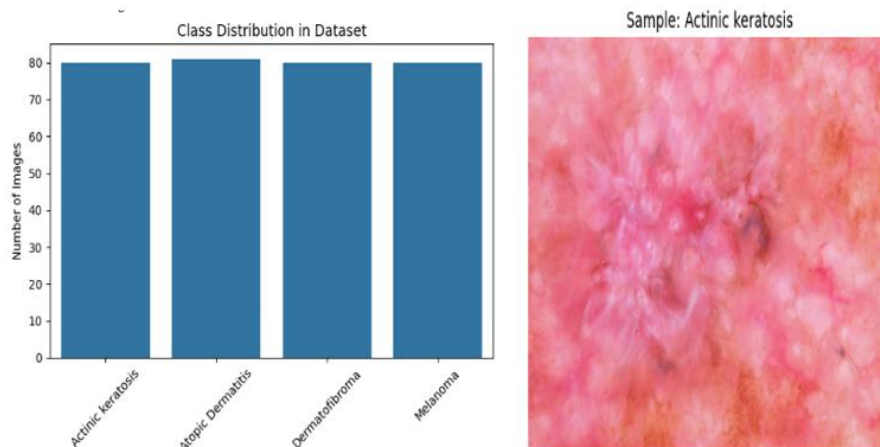 Class Distribution in Dataset
Number of Images
80
70
60
50
40
30
20
10
0
Actinic keratosis
Atopic Dermatitis
Dermatofibroma
Melanoma
Sample: Actinic keratosis